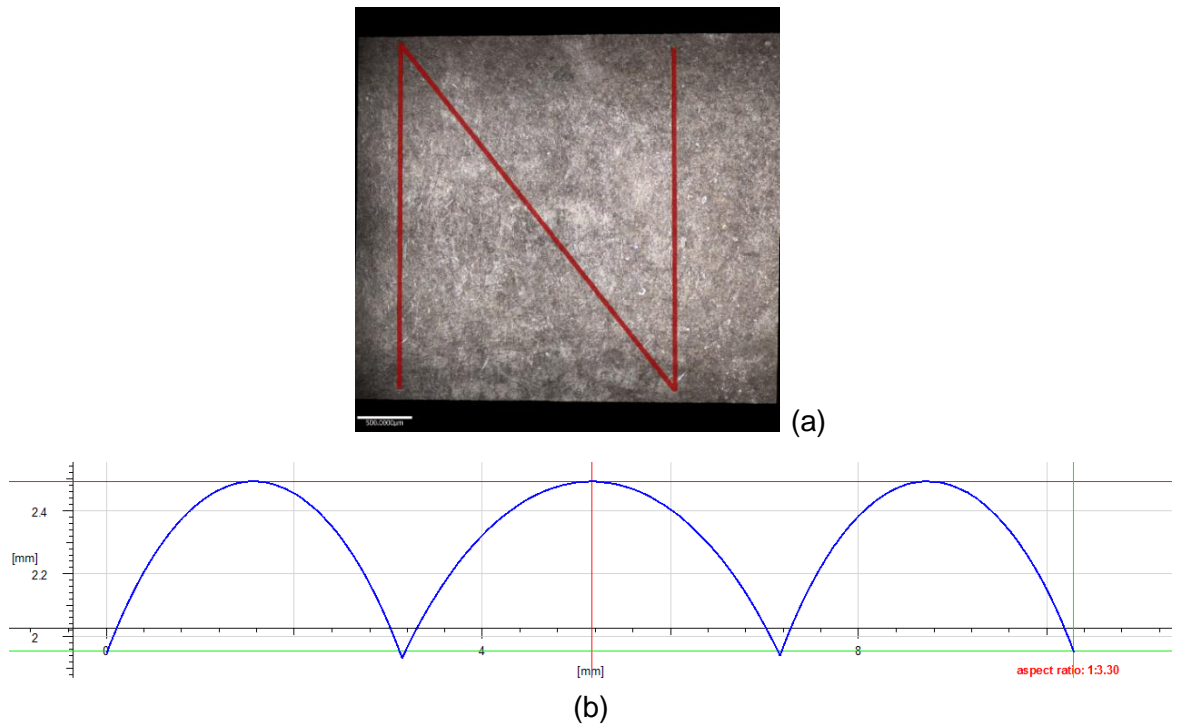 500.0000µm
(a)
2.4
[mm]
2.2
2
0
4
8
[mm]
aspect ratio: 1:3.30
(b)